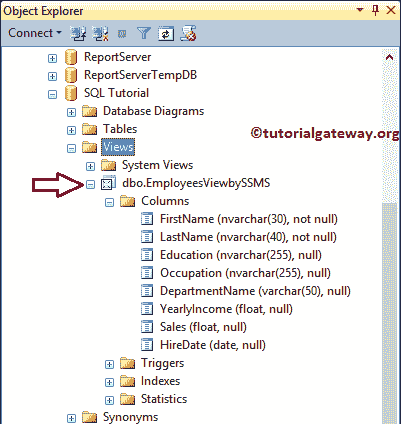 Object Explorer
Connect
ReportServer
ReportServerTempDB
SQL Tutorial
Database Diagrams
Tables
©tutorialgateway.org
Views
System Views
dbo.EmployeesViewbySSMS
Columns
FirstName (nvarchar(30), not null)
LastName (nvarchar(40), not null)
Education (nvarchar(255), null)
Occupation (nvarchar(255), null)
DepartmentName (varchar(50), null)
YearlyIncome (float, null)
Sales (float, null)
HireDate (date, null)
Triggers
Indexes
Statistics
Synonyms